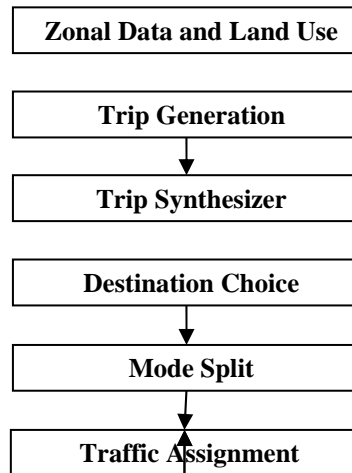 Zonal Data and Land Use
Trip Generation
Trip Synthesizer
Destination Choice
Mode Split
Traffic Assignment